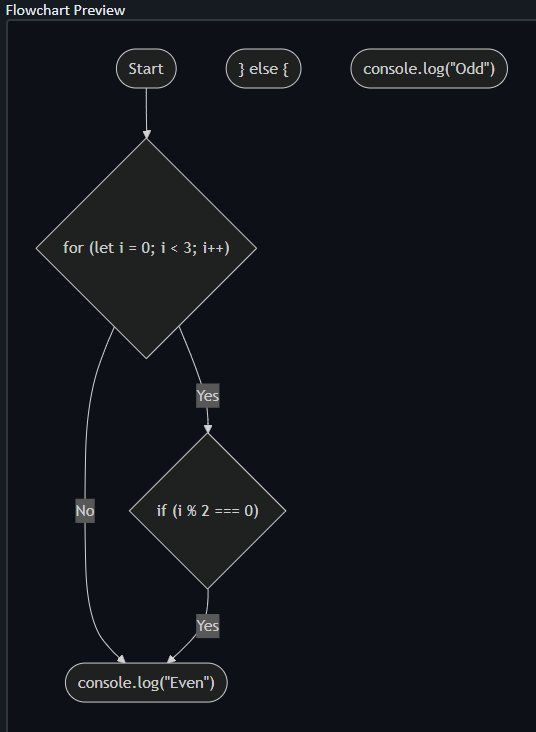 Flowchart Preview
Start
} else {
console.log("Odd")
for (let i = 0; i < 3; i++)
Yes
if (i % 2 === 0)
No
Yes
console.log("Even")